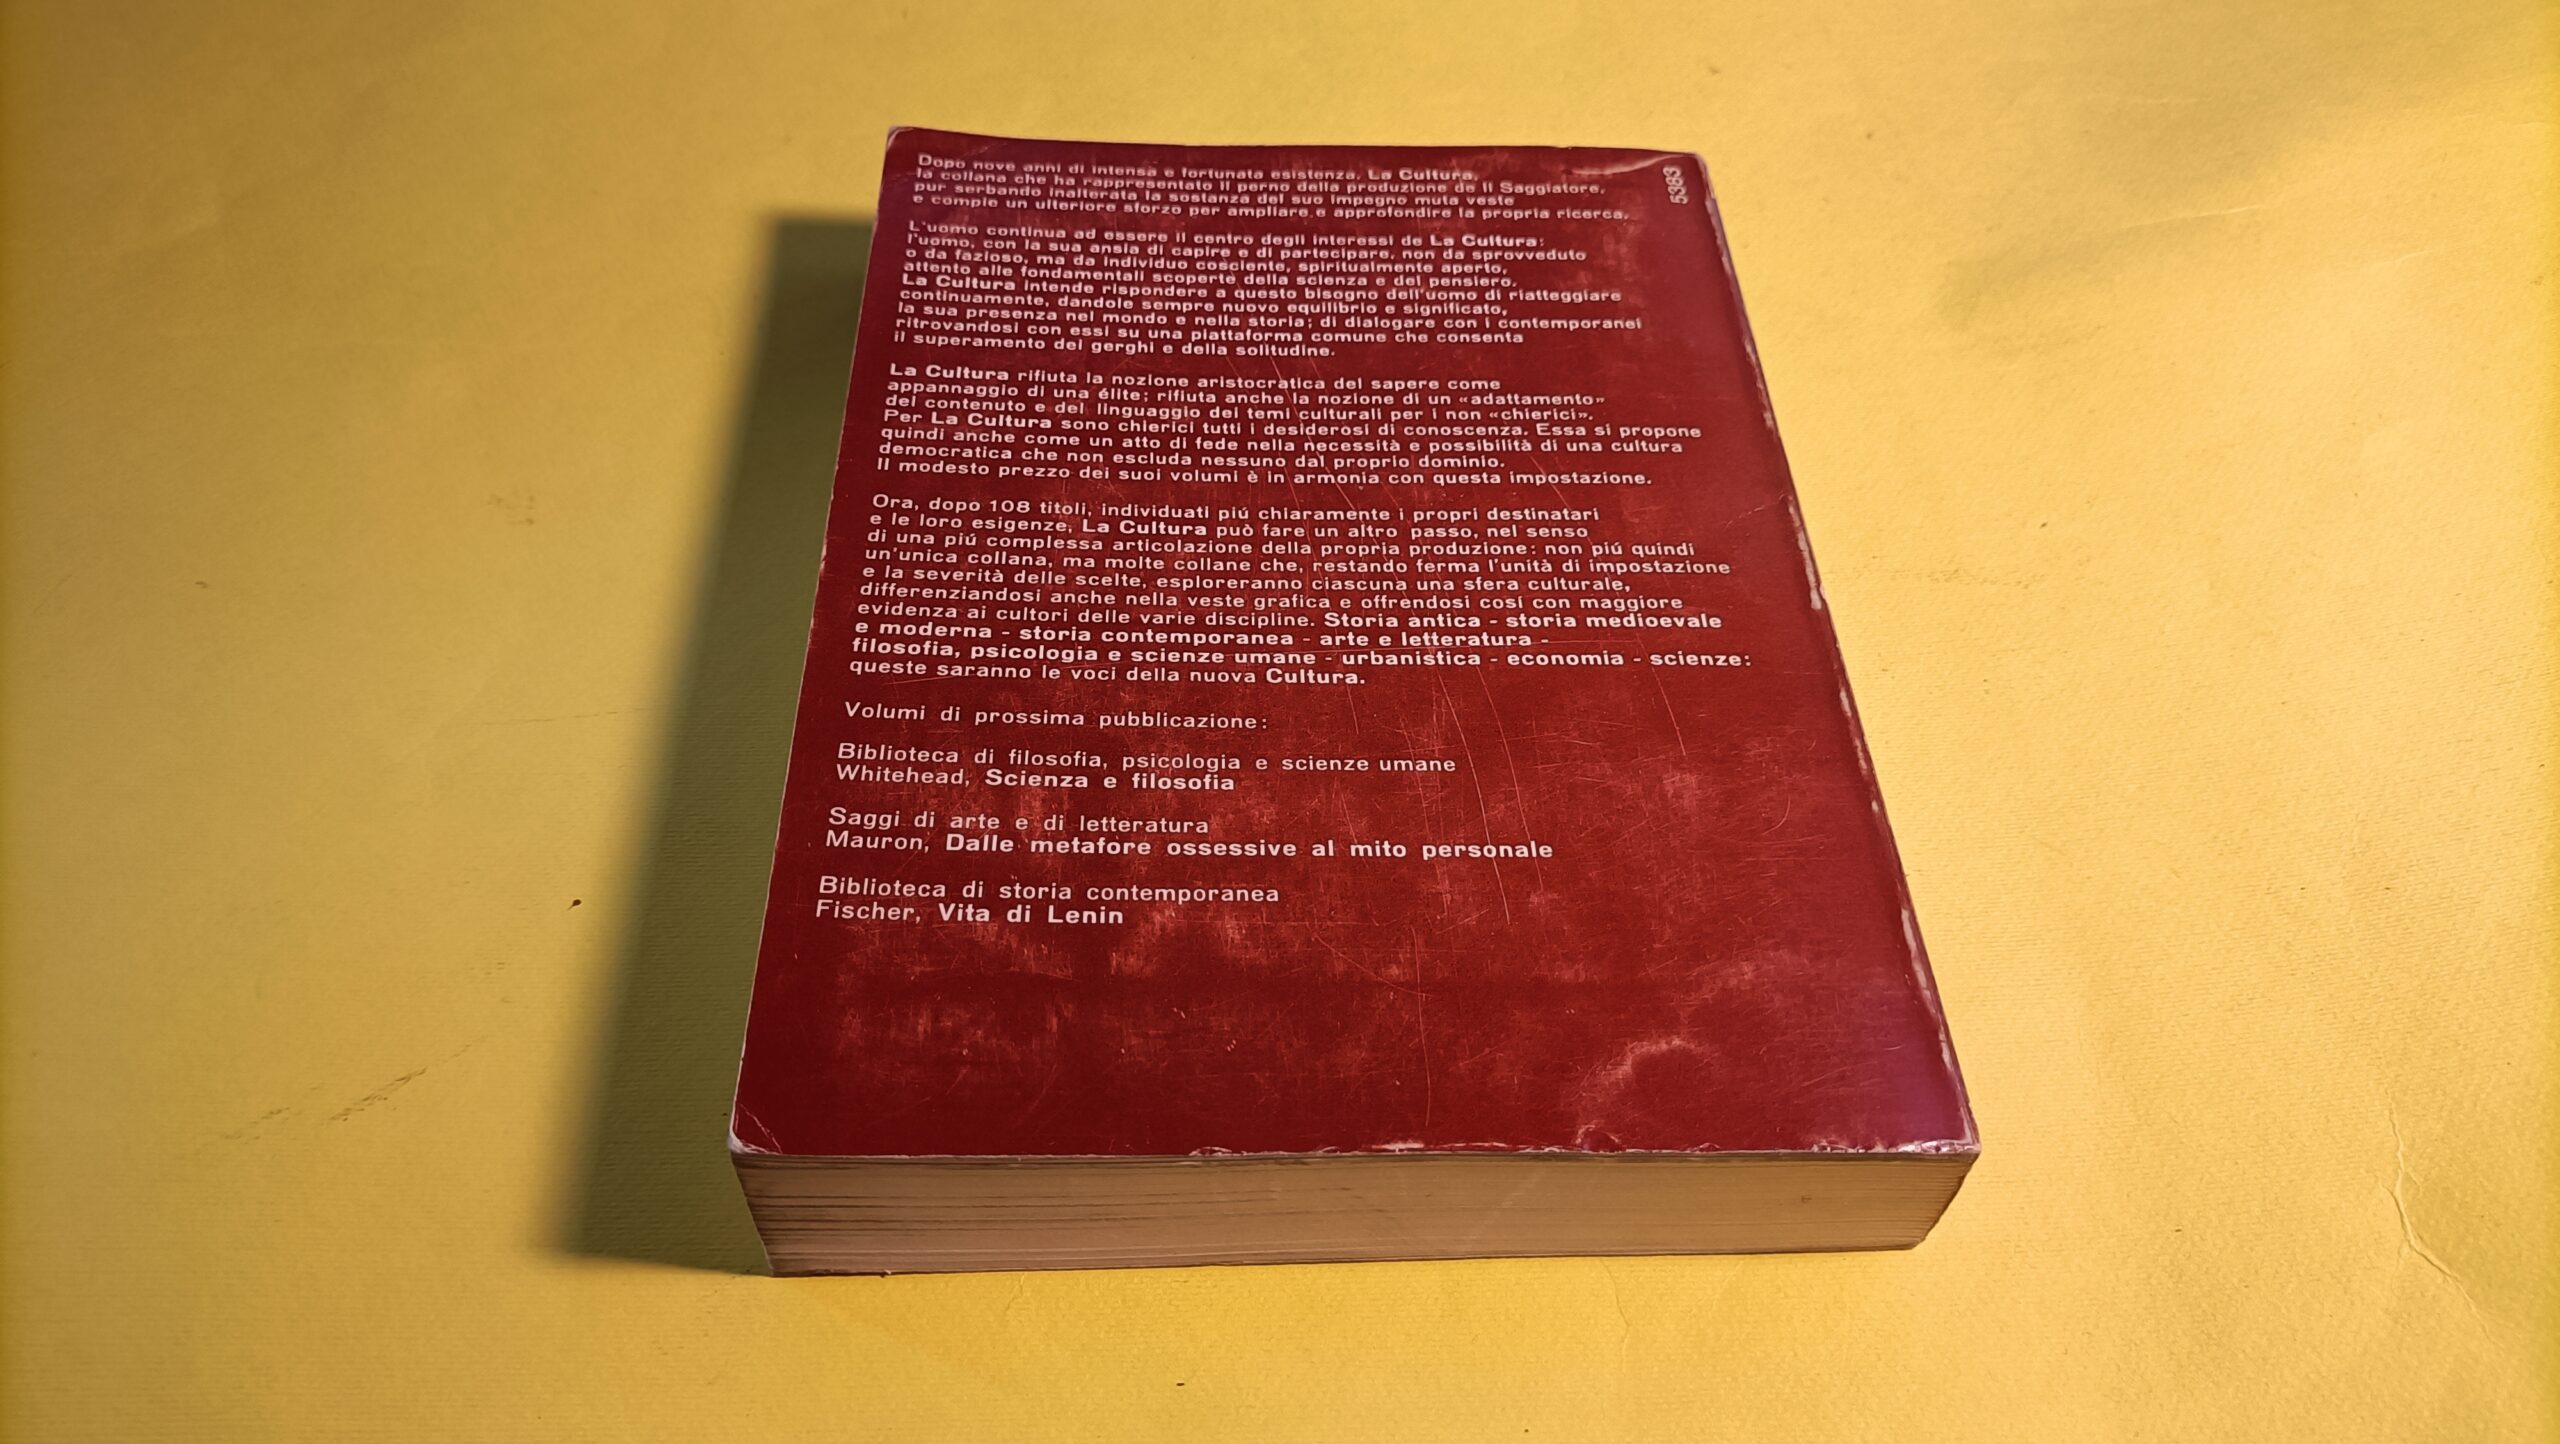 Dopo nove anni di intensa e fortunata esistenza, La Cultura,
la collana che ha rappresentato il perno della produzione de Il Saggiatore,
pur serbando inalterata la sostanza del suo impegno muta veste
e compie un ulteriore sforzo per ampliare e approfondire la propria ricerca.
5383
L'uomo continua ad essere il centro degli interessi de La Cultura:
l'uomo, con la sua ansia di capire e di partecipare, non da sprovveduto
o da fazioso, ma da individuo cosciente, spiritualmente aperto,
attento alle fondamentali scoperte della scienza e del pensiero.
La Cultura intende rispondere a questo bisogno dell'uomo di riatteggiare
continuamente, dandole sempre nuovo equilibrio e significato,
la sua presenza nel mondo e nella storia; di dialogare con i contemporanei
ritrovandosi con essi su una piattaforma comune che consenta
il superamento dei gerghi e della solitudine.
La Cultura rifiuta la nozione aristocratica del sapere come
appannaggio di una élite; rifiuta anche la nozione di un «adattamento»
del contenuto e del linguaggio dei temi culturali per i non «chierici».
Per La Cultura sono chierici tutti i desiderosi di conoscenza. Essa si propone
quindi anche come un atto di fede nella necessità e possibilità di una cultura
democratica che non escluda nessuno dal proprio dominio.
Il modesto prezzo dei suoi volumi è in armonia con questa impostazione.
Ora, dopo 108 titoli, individuati piú chiaramente i propri destinatari
e le loro esigenze, La Cultura può fare un altro passo, nel senso
di una piú complessa articolazione della propria produzione: non piú quindi
un'unica collana, ma molte collane che, restando ferma l'unità di impostazione
e la severità delle scelte, esploreranno ciascuna una sfera culturale,
differenziandosi anche nella veste grafica e offrendosi cosí con maggiore
evidenza ai cultori delle varie discipline. Storia antica - storia medioevale
e moderna - storia contemporanea - arte e letteratura -
filosofia, psicologia e scienze umane - urbanistica - economia - scienze:
queste saranno le voci della nuova Cultura.
Volumi di prossima pubblicazione:
Biblioteca di filosofia, psicologia e scienze umane
Whitehead, Scienza e filosofia
Saggi di arte e di letteratura
Mauron, Dalle metafore ossessive al mito personale
Biblioteca di storia contemporanea
Fischer, Vita di Lenin